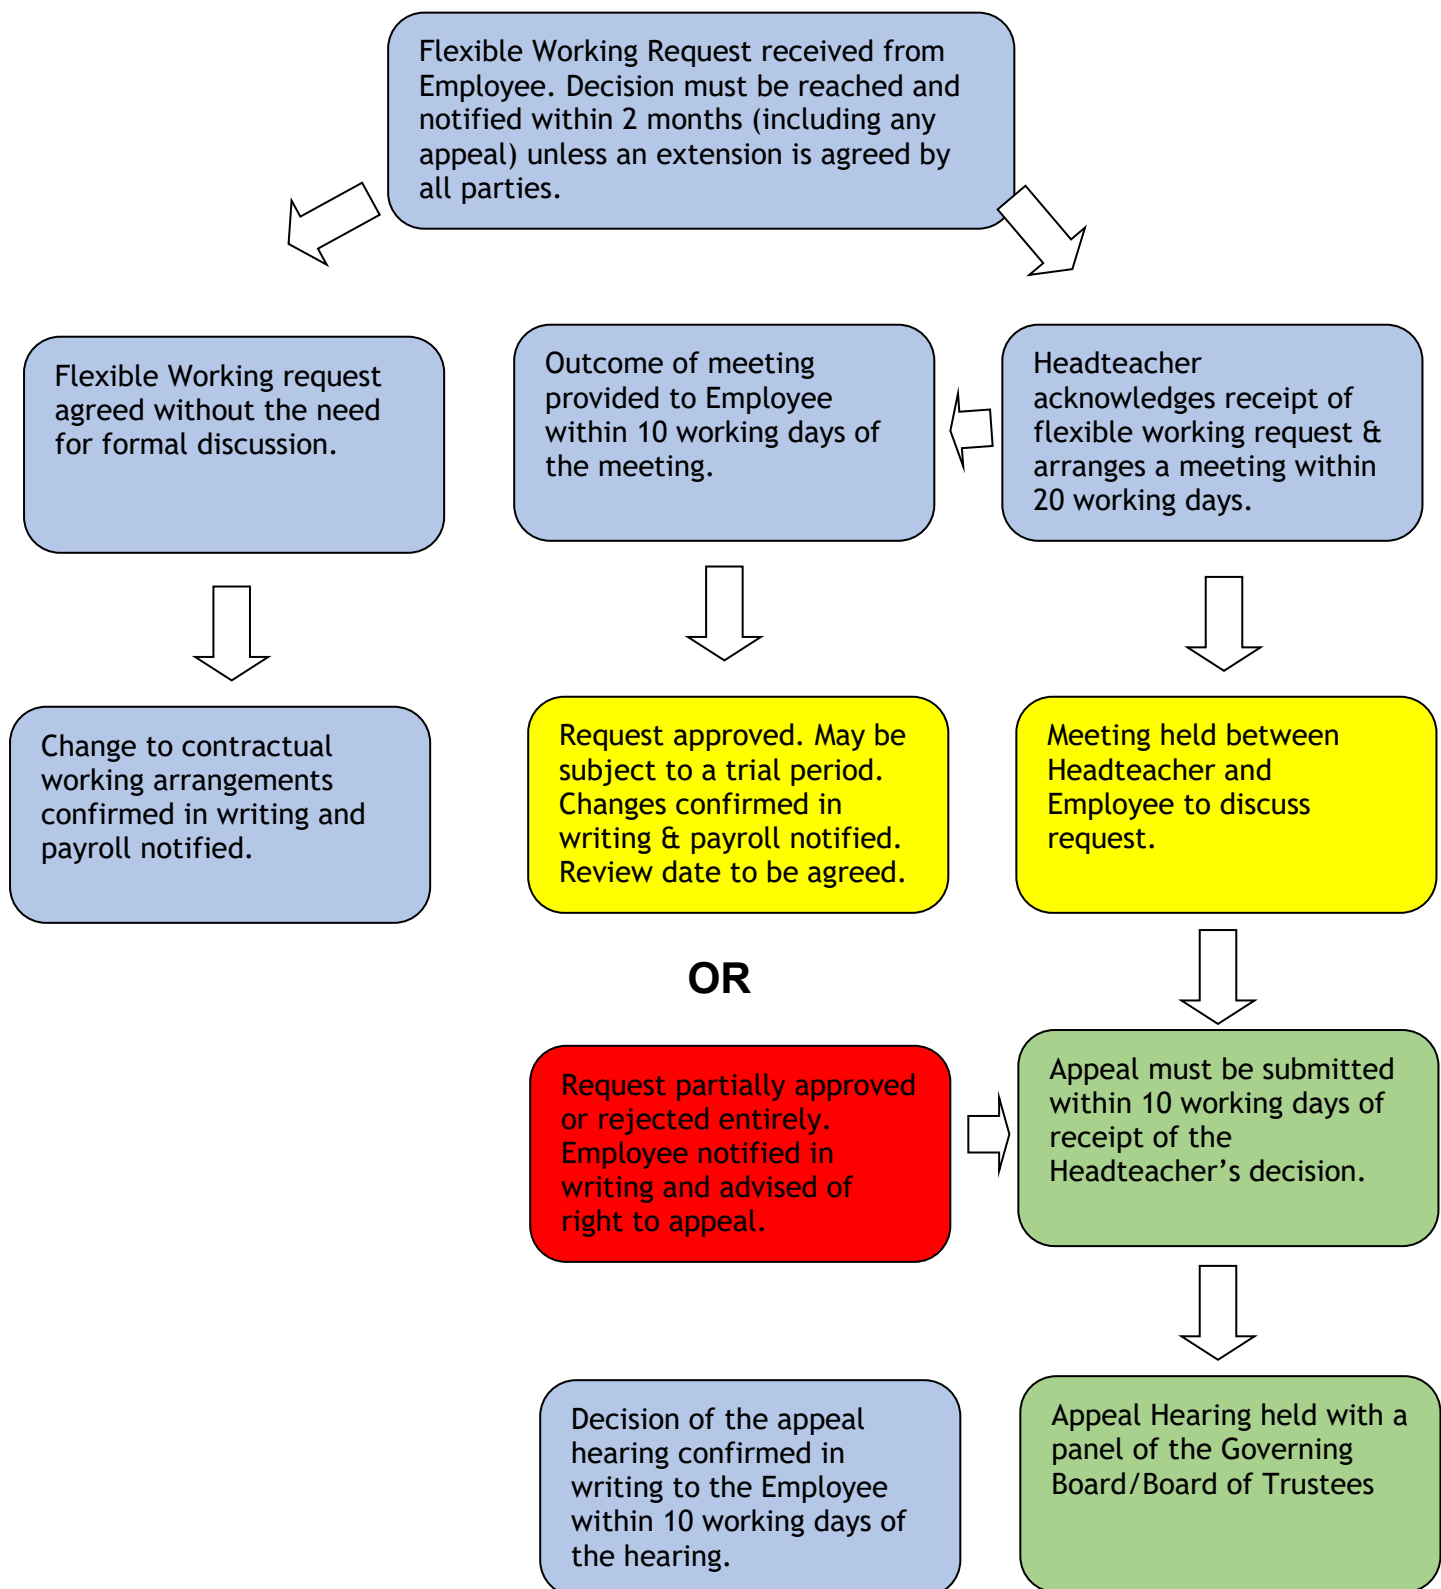 Flexible Working Request received from
Employee. Decision must be reached and
notified within 2 months (including any
appeal) unless an extension is agreed by
all parties.
Flexible Working request
agreed without the need
for formal discussion.
Outcome of meeting
provided to Employee
within 10 working days of
the meeting.
Headteacher
acknowledges receipt of
flexible working request &
arranges a meeting within
20 working days.
Change to contractual
working arrangements
confirmed in writing and
payroll notified.
Request approved. May be
subject to a trial period.
Changes confirmed in
writing & payroll notified.
Review date to be agreed.
Meeting held between
Headteacher and
Employee to discuss
request.
OR
Request partially approved
or rejected entirely.
Employee notified in
writing and advised of
right to appeal.
Appeal must be submitted
within 10 working days of
receipt of the
Headteacher’s decision.
Decision of the appeal
hearing confirmed in
writing to the Employee
within 10 working days of
the hearing.
Appeal Hearing held with a
panel of the Governing
Board/Board of Trustees